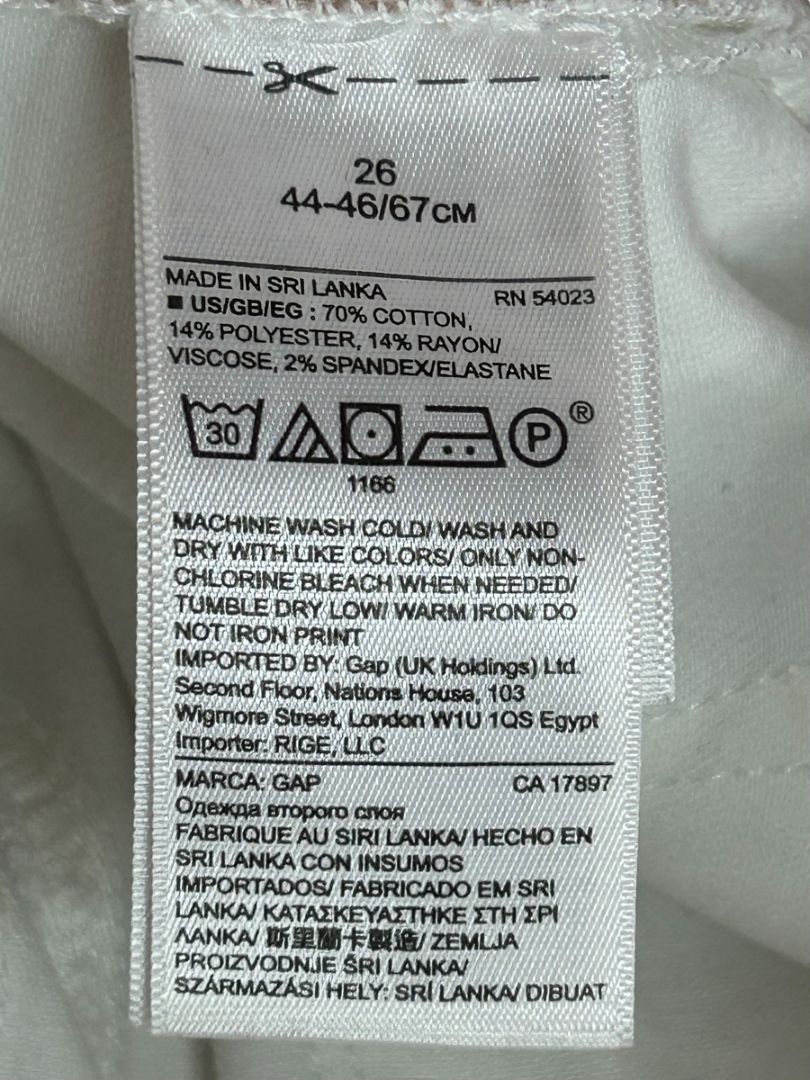 26
44-46/67CM
MADE IN SRI LANKA RN 54023
■ US/GB/EG : 70% COTTON,
14% POLYESTER, 14% RAYON/
VISCOSE, 2% SPANDEX/ELASTANE
30 P ®
1166
MACHINE WASH COLD/ WASH AND
DRY WITH LIKE COLORS/ ONLY NON-
CHLORINE BLEACH WHEN NEEDED/
TUMBLE DRY LOW/ WARM IRON/ DO
NOT IRON PRINT
IMPORTED BY: Gap (UK Holdings) Ltd.
Second Floor, Nations House, 103
Wigmore Street, London W1U 1QS Egypt
Importer: RIGE, LLC
MARCA: GAP CA 17897
Одежда второго слоя
FABRIQUE AU SIRI LANKA/ HECHO EN
SRI LANKA CON INSUMOS
IMPORTADOS/ FABRICADO EM SRI
LANKA/ ΚΑΤΑΣΚΕΥΑΣΤΗΚΕ ΣΤΗ ΣΡΙ
ΛΑΝΚΑ/ 斯里蘭卡製造/ ZEMLJA
PROIZVODNJE ŠRI LANKA/
SZÁRMAZÁSI HELY: SRÍ LANKA/ DIBUAT